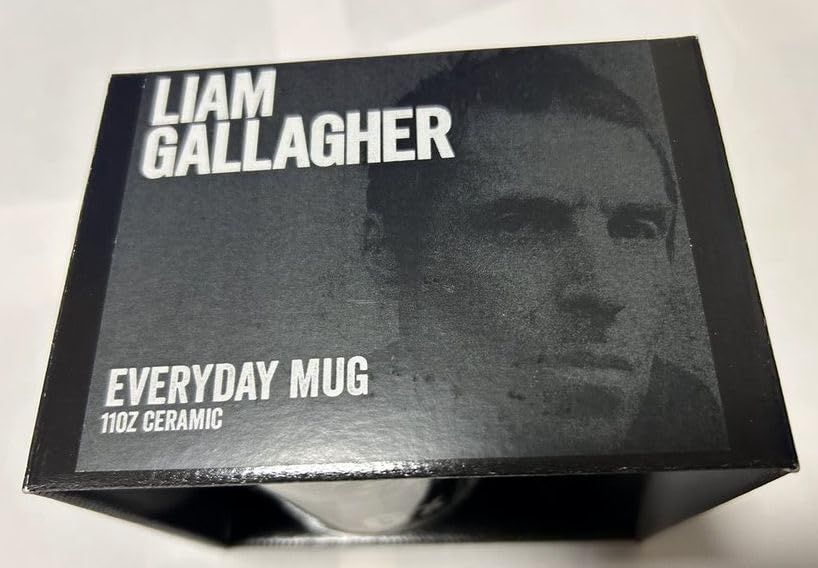 LIAM
GALLAGHER
EVERYDAY MUG
11OZ CERAMIC